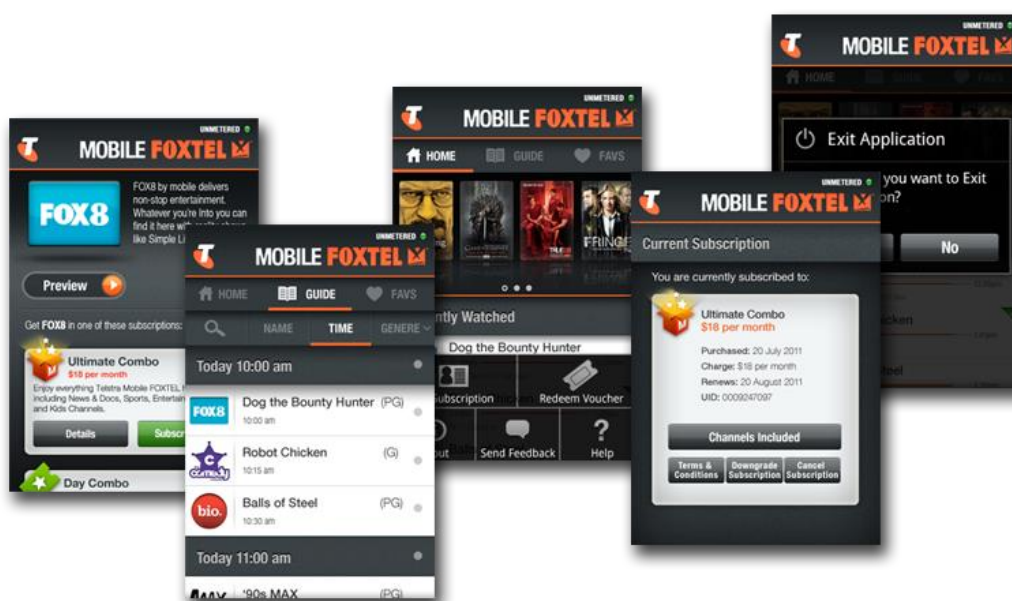 UNMETERED
T MOBILE FOXTEL
FOX8
FOX8 by mobile delivers
non-stop entertainment.
Whatever you're Into you can
find it here with
like Simple
Preview
Get FOX8 in one of these subscriptions:
Ultimate Combo
$18 per month
Enjoy everything Telstra Mobile FOXTEL
including News & Docs, Sports,
and Kids Channels.
Details
Day Combo
UNMETERED
T MOBILE FOXTEL
HOME GUIDE FAVS
NAME TIME GENERE
Today 10:00 am
FOX8 Dog the Bounty Hunter (PG)
10:00 am
comedy Robot Chicken (G)
10:15 am
bio. Balls of Steel (PG)
10:30 am
Today 11:00 am
'90s MAX (PG)
UNMETERED
T MOBILE FOXTEL
HOME GUIDE FAVS
FRINGE
Watched
Dog the Bounty Hunter
Redeem Voucher
Send Feedback Help
UNMETERED
T MOBILE FOXTEL
Current Subscription
You are currently subscribed to:
Ultimate Combo
$18 per month
Purchased: 20 July 2011
Charge: $18 per month
Renews: 20 August 2011
UID: 0009247097
Channels Included
Terms & Conditions Downgrade Subscription Cancel Subscription
UNMETERED
T MOBILE FOXTEL
HOME GUIDE FAVS
Exit Application
you want to Exit
No